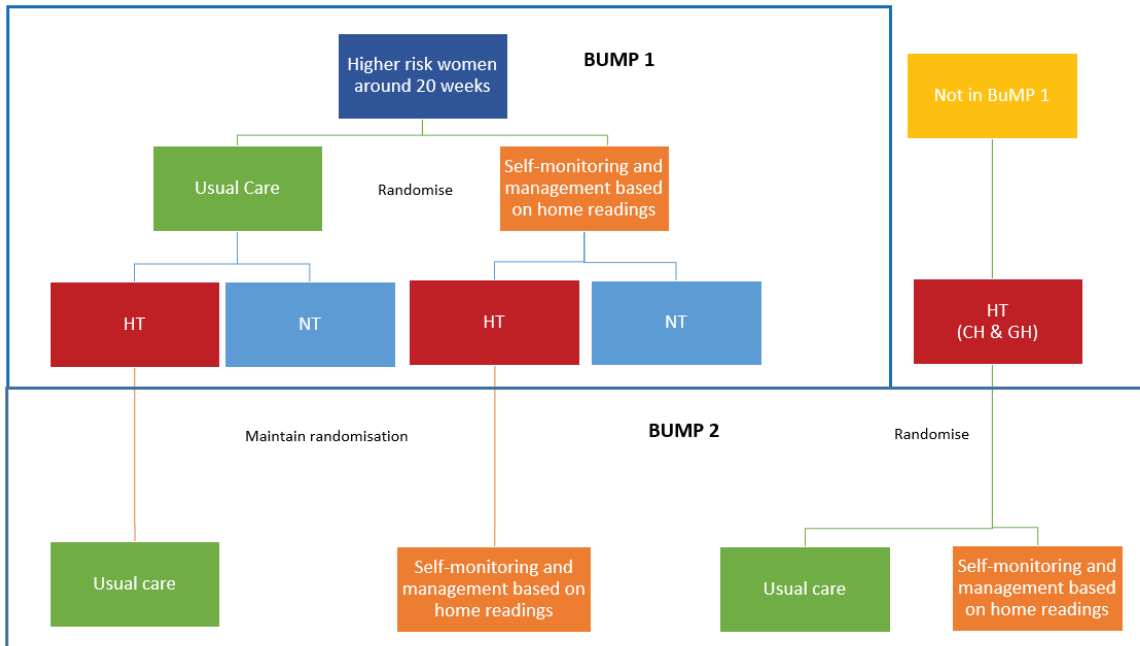 BUMP 1
Higher risk women
around 20 weeks
Not in BuMP 1
Usual Care
Randomise
Self-monitoring and
management based
on home readings
HT
NT
HT
NT
HT
(CH & GH)
Maintain randomisation
BUMP 2
Randomise
Usual care
Self-monitoring and
management based on
home readings
Usual care
Self-monitoring and
management based
on home readings